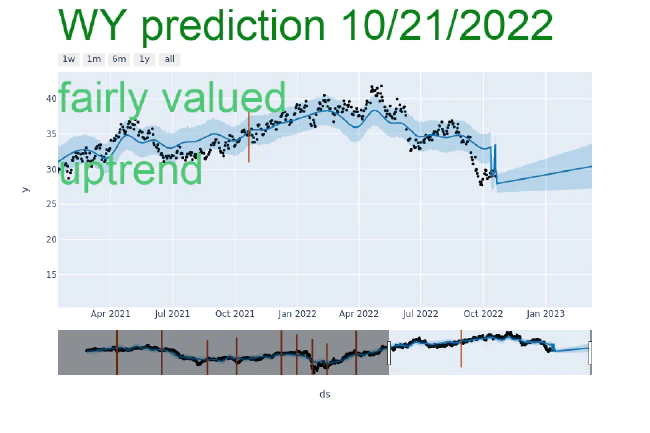 WY prediction 10/21/2022
1w 1m 6m 1y all
fairly valued
uptrend
40
35
30
25
20
15
y
Apr 2021 Jul 2021 Oct 2021 Jan 2022 Apr 2022 Jul 2022 Oct 2022 Jan 2023
ds